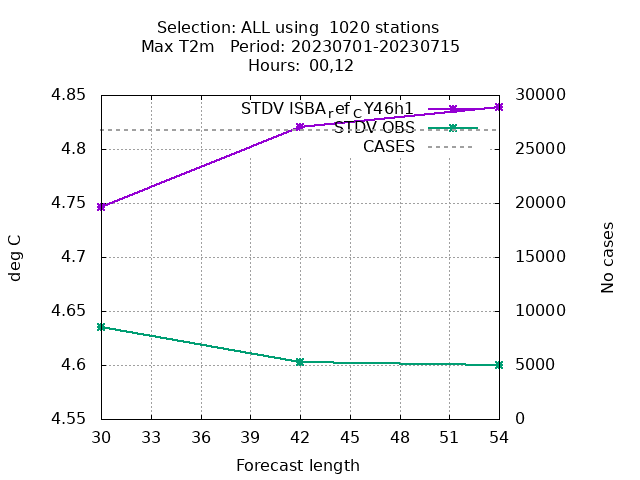 Selection: ALL using  1020 stations
Max T2m   Period: 20230701-20230715
Hours:  00,12
4.85
4.8
4.75
4.7
4.65
4.6
4.55
deg C
30000
25000
20000
15000
10000
5000
0
No cases
STDV ISBAref CY46h1
STDV OBS
CASES
30 33 36 39 42 45 48 51 54
Forecast length